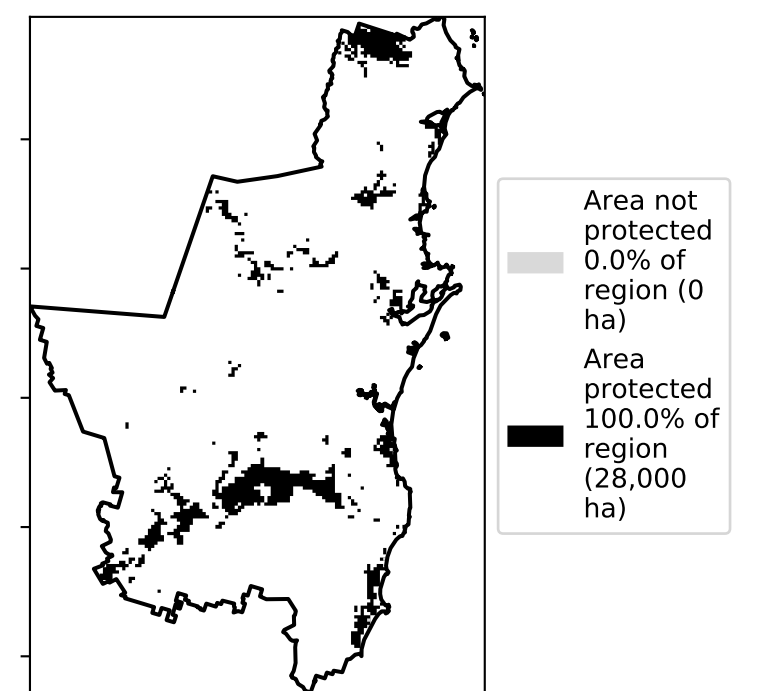 Area not
protected
0.0% of
region (0
ha)
Area
protected
100.0% of
region
(28,000
ha)